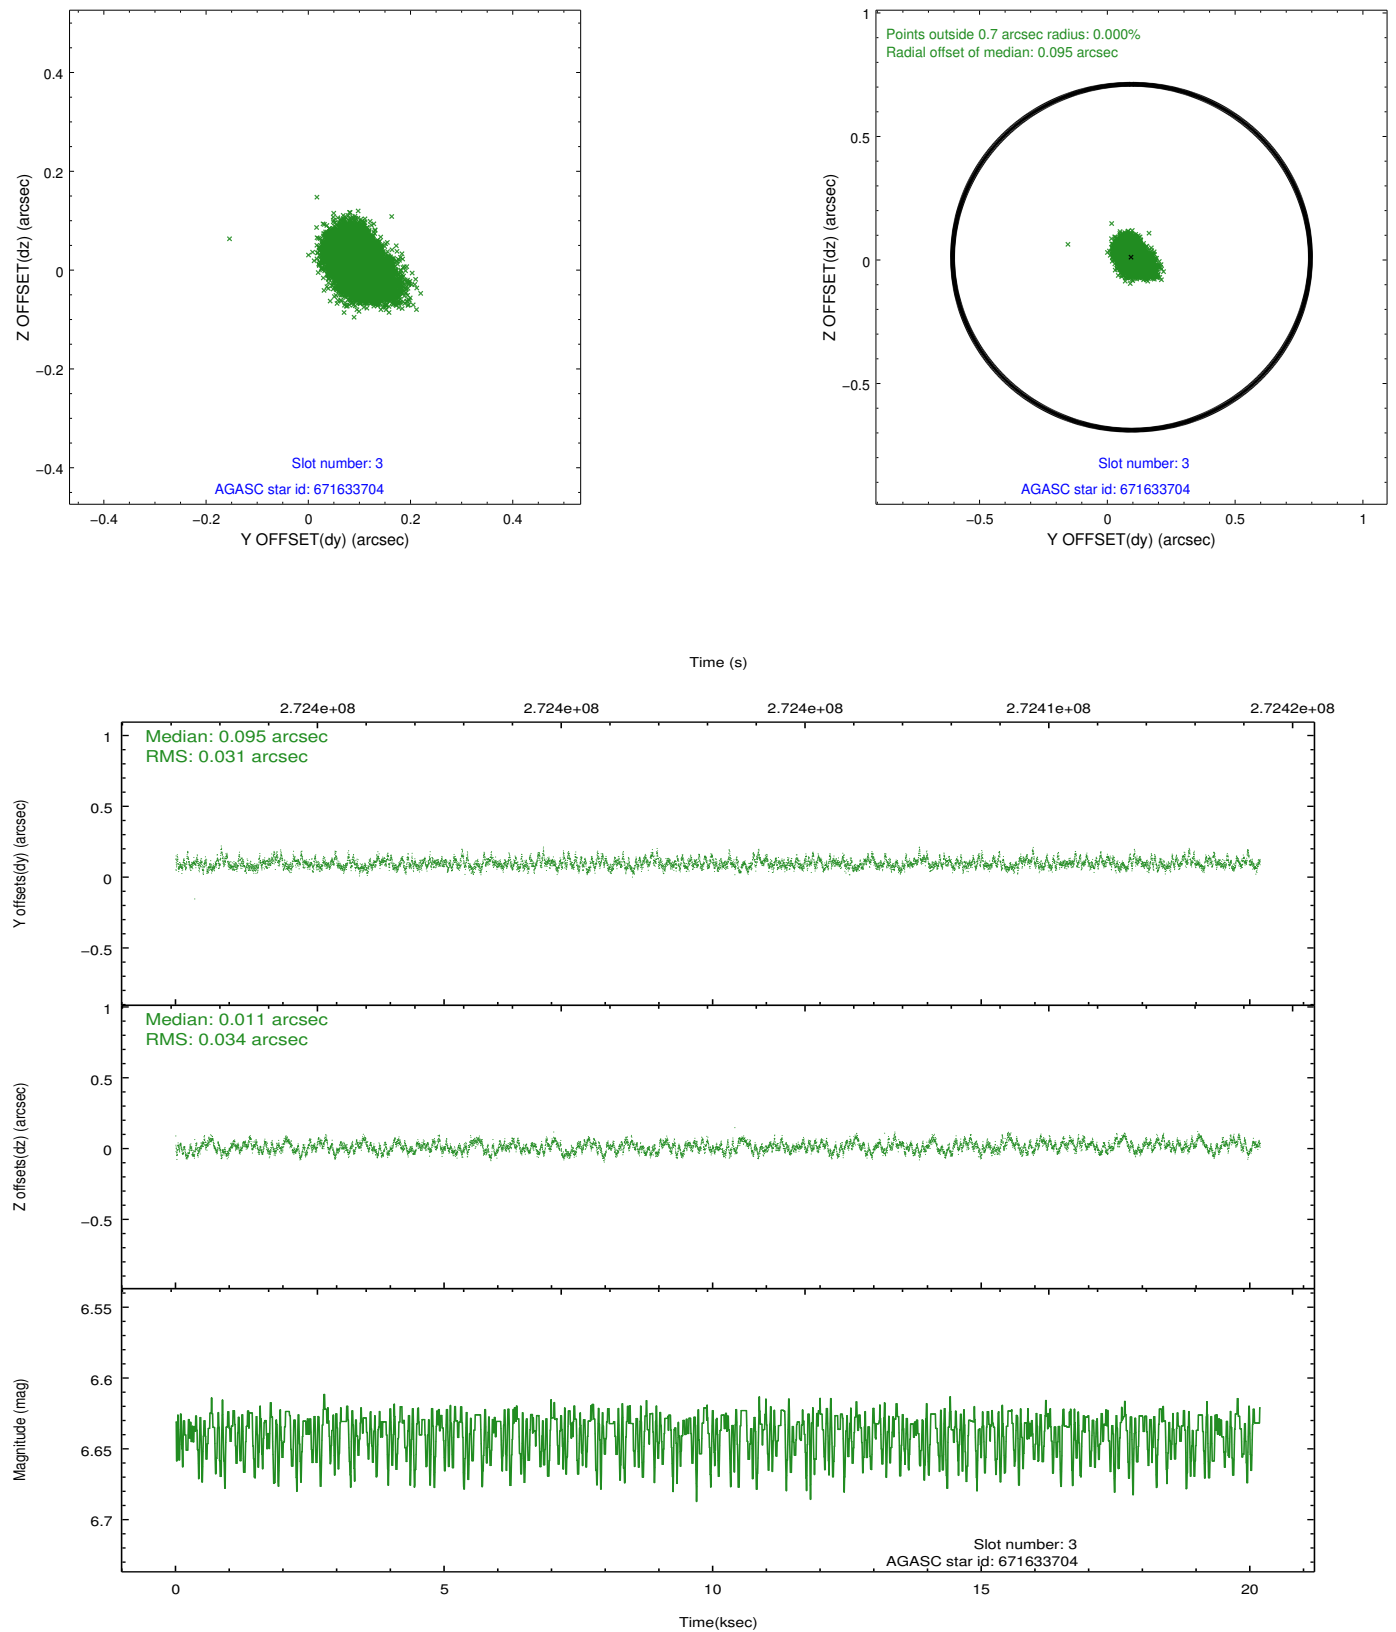 0.4
0.2
0
−0.2
−0.4
Z OFFSET(dz) (arcsec)
Slot number: 3
AGASC star id: 671633704
−0.4
−0.2
0
0.2
0.4
Y OFFSET(dy) (arcsec)
Points outside 0.7 arcsec radius: 0.000%
Radial offset of median: 0.095 arcsec
1
0.5
0
−0.5
Z OFFSET(dz) (arcsec)
Slot number: 3
AGASC star id: 671633704
−0.5
0
0.5
1
Y OFFSET(dy) (arcsec)
Time (s)
2.724e+08
2.724e+08
2.724e+08
2.7241e+08
2.7242e+08
Median: 0.095 arcsec
RMS: 0.031 arcsec
1
0.5
0
−0.5
Y offsets(dy) (arcsec)
Median: 0.011 arcsec
RMS: 0.034 arcsec
1
0.5
0
−0.5
Z offsets(dz) (arcsec)
6.55
6.6
6.65
6.7
Magnitude (mag)
Slot number: 3
AGASC star id: 671633704
0
5
10
15
20
Time(ksec)